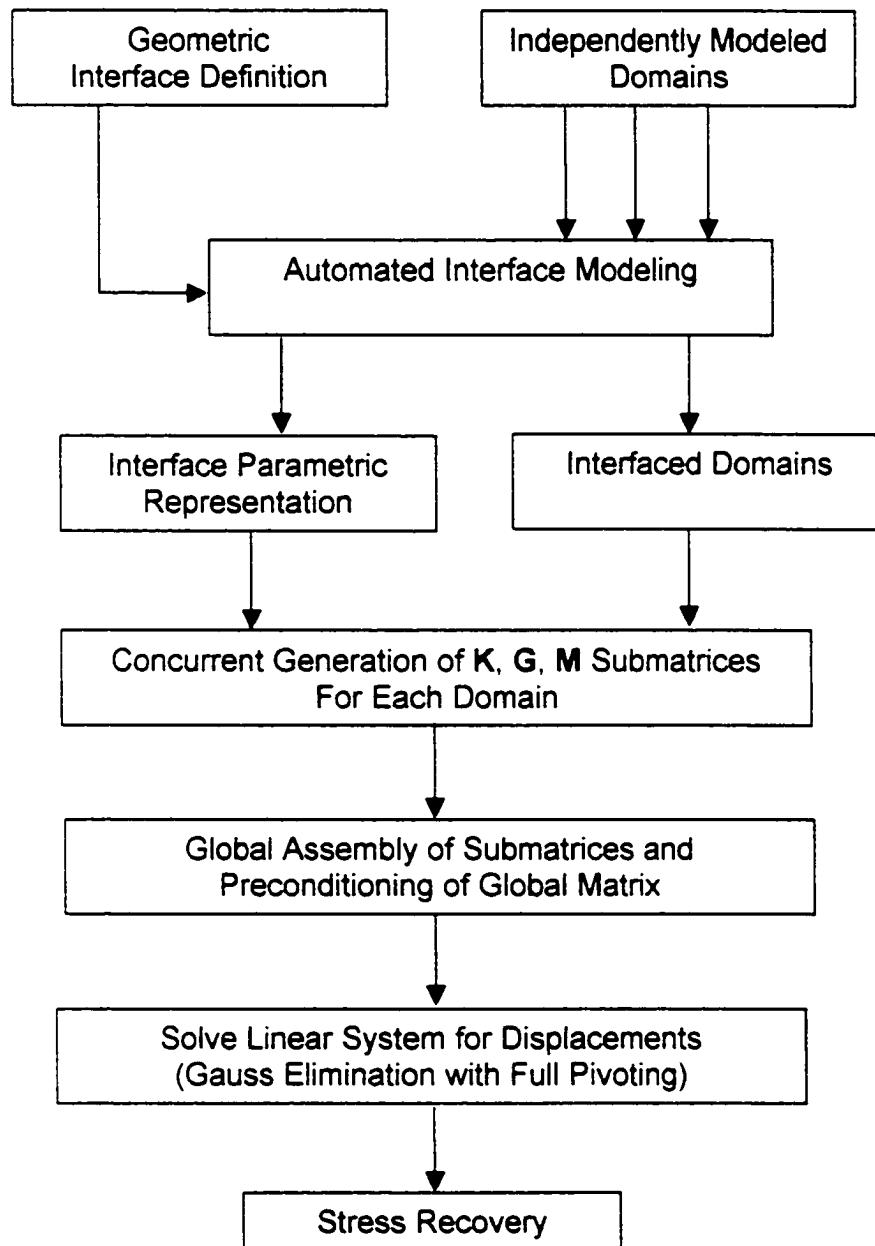 Geometric
Interface Definition
Independently Modeled
Domains
Automated Interface Modeling
Interface Parametric
Representation
Interfaced Domains
Concurrent Generation of K, G, M Submatrices
For Each Domain
Global Assembly of Submatrices and
Preconditioning of Global Matrix
Solve Linear System for Displacements
(Gauss Elimination with Full Pivoting)
Stress Recovery